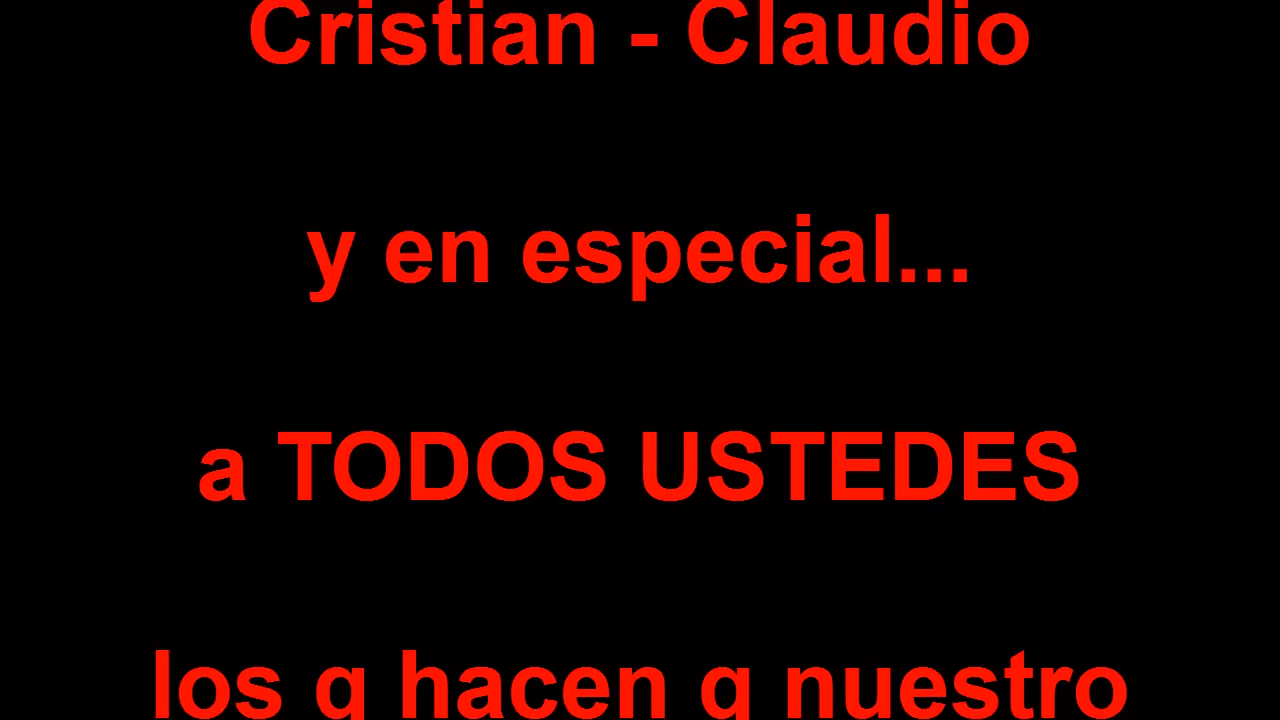 Cristian - Claudio
y en especial...
a TODOS USTEDES
los q hacen q nuestro